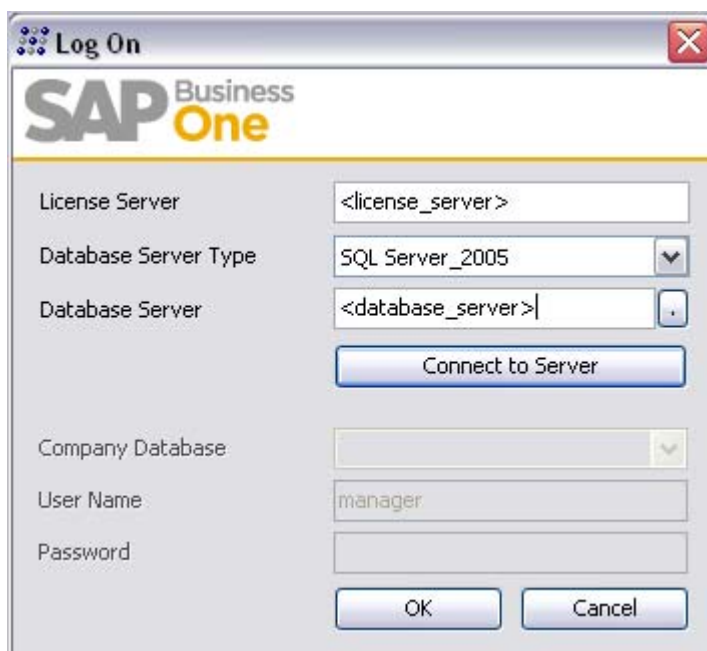 Log On
SAP Business One
License Server <license_server>
Database Server Type SQL Server_2005
Database Server <database_server> .
Connect to Server
Company Database
User Name manager
Password
OK Cancel